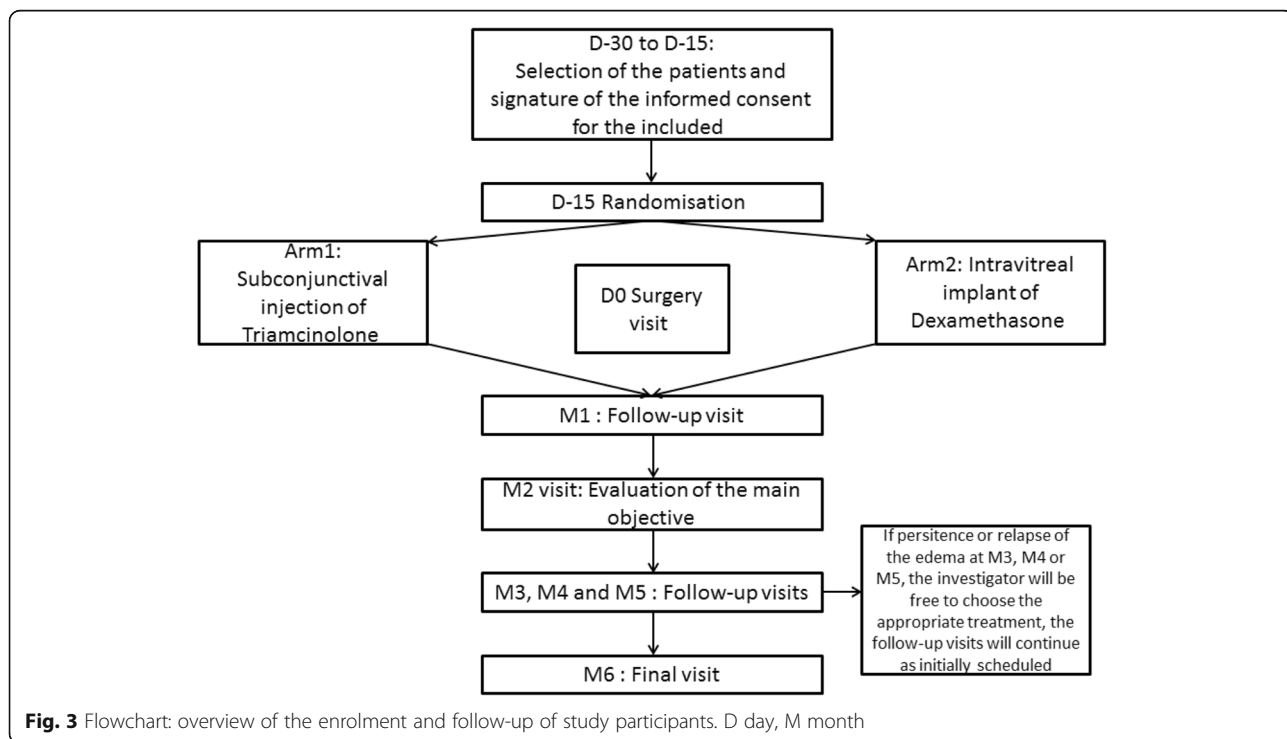 D-30 to D-15:
Selection of the patients and
signature of the informed consent
for the included
D-15 Randomisation
Arm1:
Subconjunctival
injection of
Triamcinolone
D0 Surgery
visit
Arm2: Intravitreal
implant of
Dexamethasone
M1 : Follow-up visit
M2 visit: Evaluation of the main
objective
M3, M4 and M5 : Follow-up visits
If persitence or relapse of
the edema at M3, M4 or
M5, the investigator will be
free to choose the
appropriate treatment, the
follow-up visits will continue
as initially scheduled
M6 : Final visit
Fig. 3 Flowchart: overview of the enrolment and follow-up of study participants. D day, M month